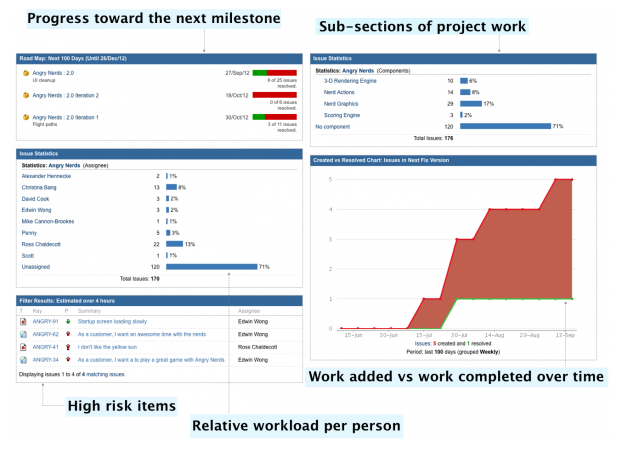 Progress toward the next milestone
Sub-sections of project work
Road Map: Next 100 Days (Until 26/Dec/12)
Angry Nerds : 2.0
27/Sep/12
UI cleanup
9 of 25 issues
resolved.
Angry Nerds : 2.0 Iteration 2
18/Oct/12
0 of 6 issues
resolved.
Angry Nerds : 2.0 Iteration 1
30/Oct/12
Flight paths
3 of 11 issues
resolved.
Issue Statistics
Statistics: Angry Nerds (Components)
3-D Rendering Engine 10 6%
Nerd Actions 14 8%
Nerd Graphics 29 17%
Scoring Engine 3 2%
No component 120 71%
Total Issues: 176
Issue Statistics
Statistics: Angry Nerds (Assignee)
Alexander Hennecke 2 1%
Christina Bang 13 8%
David Cook 3 2%
Edwin Wong 3 2%
Mike Cannon-Brookes 1 1%
Penny 5 3%
Ross Chaldecott 22 13%
Scott 1 1%
Unassigned 120 71%
Total Issues: 170
Created vs Resolved Chart: Issues in Next Fix Version
5
4
3
2
1
0
15-Jun 30-Jun 15-Jul 30-Jul 14-Aug 29-Aug 13-Sep
Issues: 5 created and 1 resolved
Period: last 100 days (grouped Weekly)
Filter Results: Estimated over 4 hours
T Key P Summary Assignee
ANGRY-91 Startup screen loading slowly Edwin Wong
ANGRY-62 As a customer, I want an awesome time with the nerds Edwin Wong
ANGRY-41 I don't like the yellow sun Ross Chaldecott
ANGRY-34 As a customer, I want a to play a great game with Angry Nerds Edwin Wong
Displaying issues 1 to 4 of 4 matching issues.
Work added vs work completed over time
High risk items
Relative workload per person